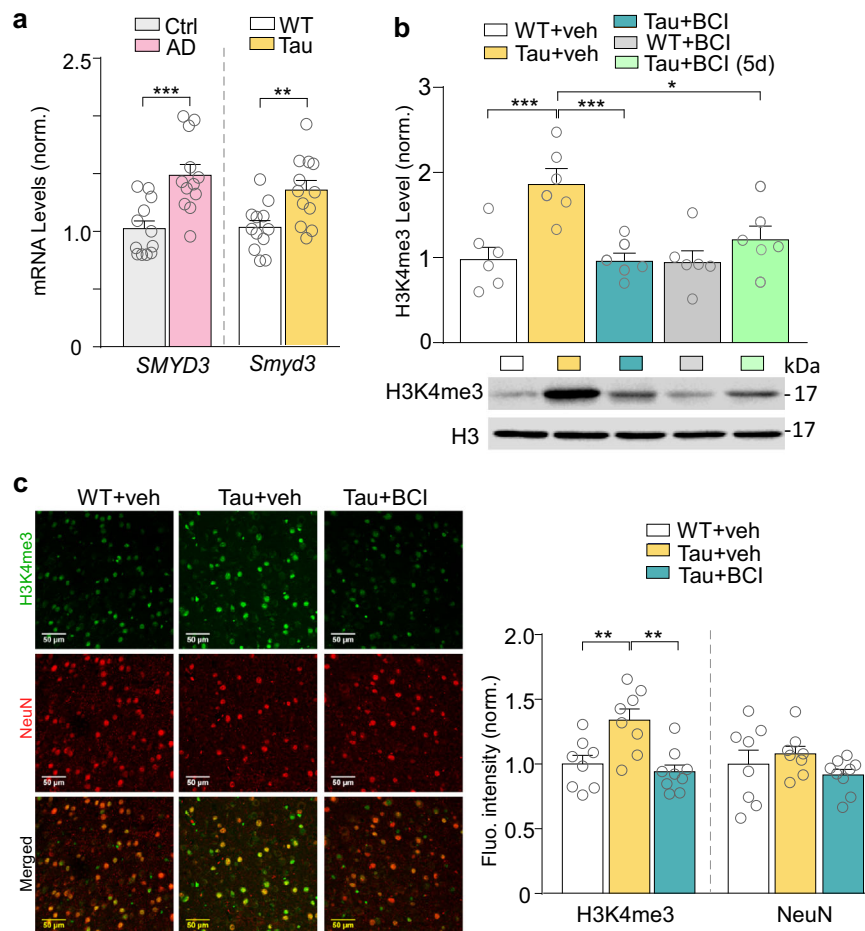 a
Ctrl WT
AD Tau
2.5
1.0
0
mRNA Levels (norm.)
*** **
SMYD3 Smyd3
b
WT+veh Tau+BCI
Tau+veh WT+BCI
Tau+BCI (5d)
3
2
1
0
H3K4me3 Level (norm.)
*
*** ***
kDa
H3K4me3 -17
H3 -17
c
WT+veh Tau+veh Tau+BCI
H3K4me3
50 µm 50 µm 50 µm
NeuN
50 µm 50 µm 50 µm
Merged
50 µm 50 µm 50 µm
WT+veh
Tau+veh
Tau+BCI
2.0
1.5
1.0
0.5
0
Fluo. intensity (norm.)
** **
H3K4me3 NeuN